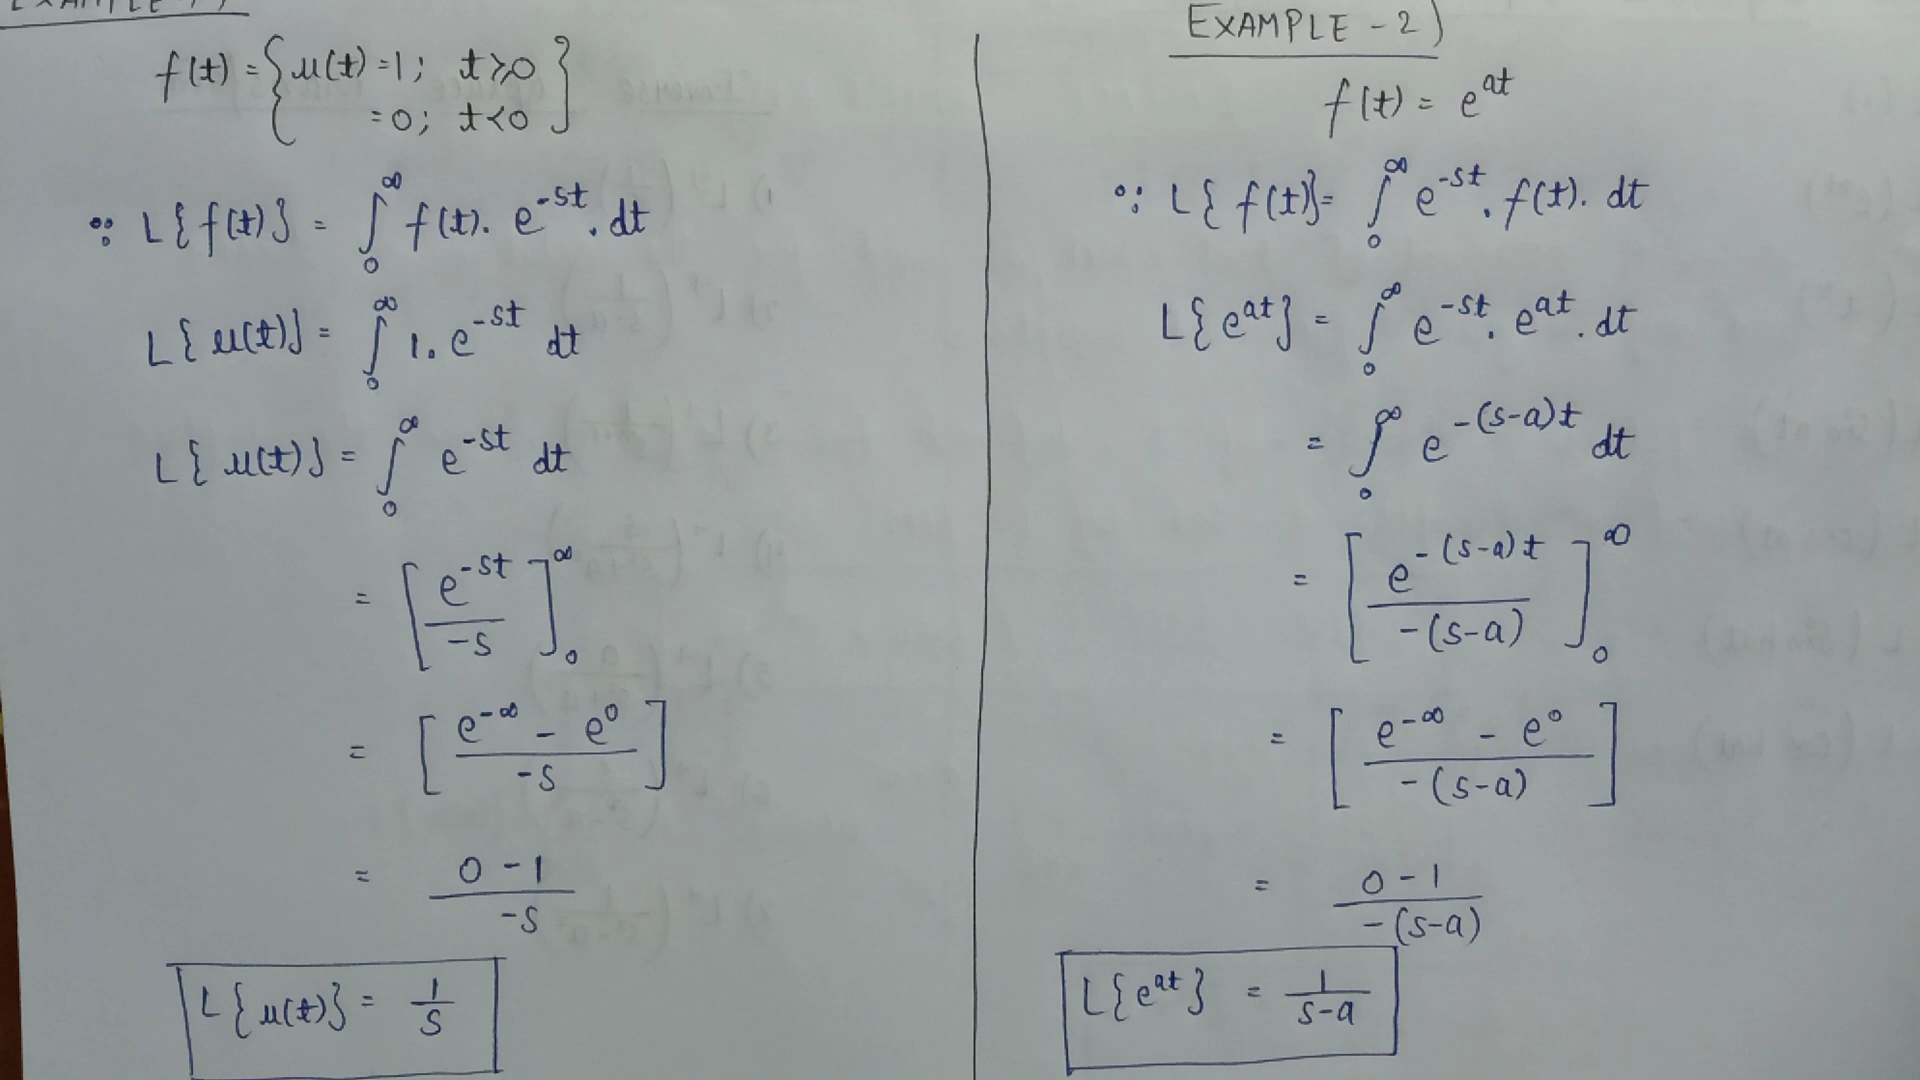 EXAMPLE-1)
f(t) = { u(t) = 1; t≥0
= 0; t<0 }
∵ L{f(t)} = ∫₀^∞ f(t). e^-st. dt
L{u(t)} = ∫₀^∞ 1. e^-st dt
L{u(t)} = ∫₀^∞ e^-st dt
= [e^-st / -s]₀^∞
= [e^-∞ - e^0 / -s]
= 0-1 / -s
L{u(t)} = 1/s
EXAMPLE-2)
f(t) = e^at
∵ L{f(t)} = ∫₀^∞ e^-st. f(t). dt
L{e^at} = ∫₀^∞ e^-st. e^at. dt
= ∫₀^∞ e^-(s-a)t dt
= [e^-(s-a)t / -(s-a)]₀^∞
= [e^-∞ - e^0 / -(s-a)]
= 0-1 / -(s-a)
L{e^at} = 1/s-a